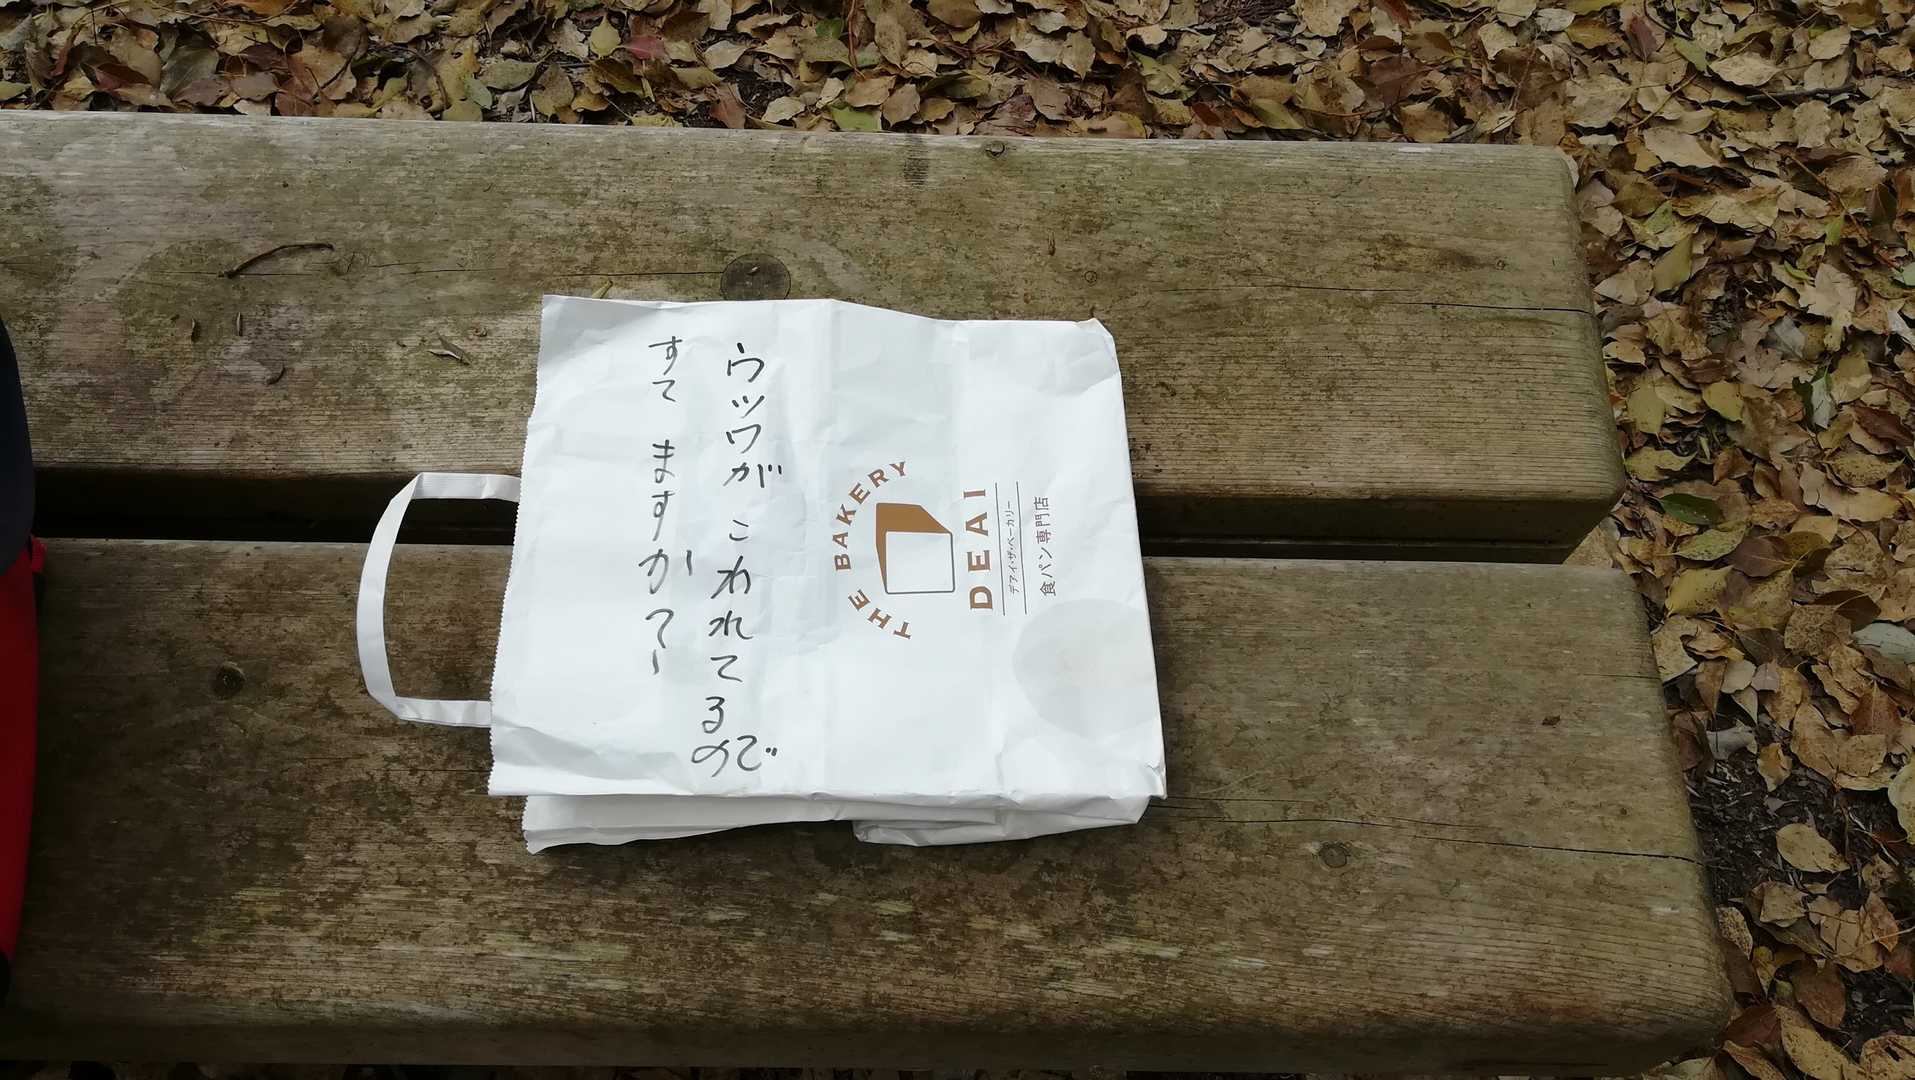 ウツワが こわれてるので
すて ますか?
THE BAKERY
DEAI
デアイ・ザ・ベーカリー
食パン専門店